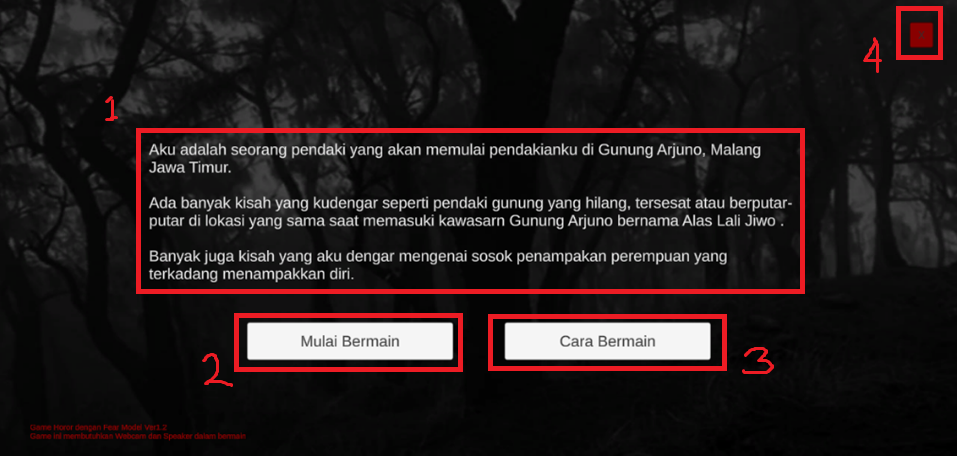 4
1
Aku adalah seorang pendaki yang akan memulai pendakianku di Gunung Arjuno, Malang
Jawa Timur.
Ada banyak kisah yang kudengar seperti pendaki gunung yang hilang, tersesat atau berputar-
putar di lokasi yang sama saat memasuki kawasarn Gunung Arjuno bernama Alas Lali Jiwo .
Banyak juga kisah yang aku dengar mengenai sosok penampakan perempuan yang
terkadang menampakkan diri.
2
Mulai Bermain
Cara Bermain
3
Game Horor dengan Fear Model Ver1.2
Game ini membutuhkan Webcam dan Speaker dalam bermain